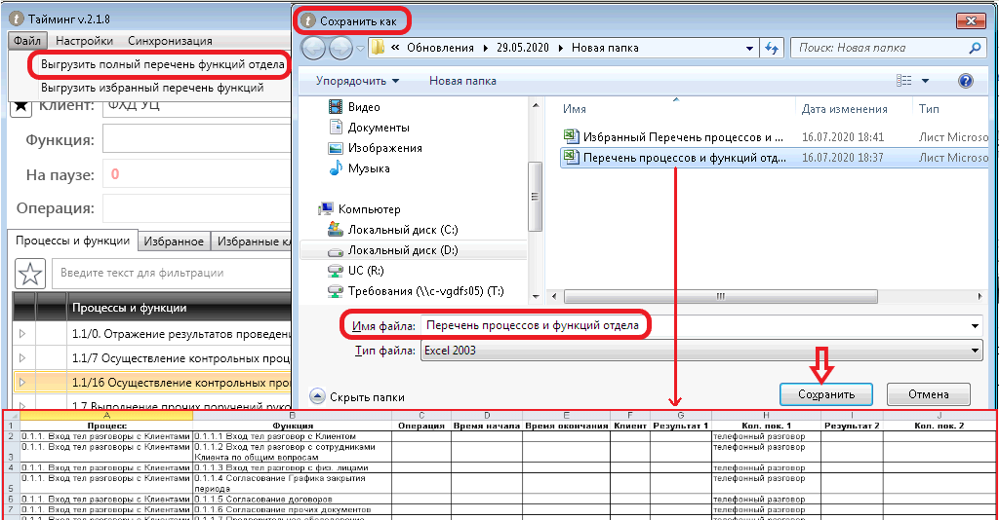 Тайминг v.2.1.8
Файл Настройки Синхронизация
Выгрузить полный перечень функций отдела
Выгрузить избранный перечень функций
Клиент: ФХД УЦ
Функция:
На паузе: 0
Операция:
Процессы и функции Избранное Избранные кл
Введите текст для фильтрации
Процессы и функции
1.1/0. Отражение результатов проведени
1.1/7 Осуществление контрольных проц
1.1/16 Осуществление контрольных про
1.7 Выполнение прочих поручений руко
Сохранить как
« Обновления 29.05.2020 Новая папка
Поиск: Новая папка
Упорядочить Новая папка
Видео
Документы
Изображения
Музыка
Компьютер
Локальный диск (C:)
Локальный диск (D:)
UC (R:)
Требования (\\c-vgdfs05) (T:)
Имя Дата изменения Тип
Избранный Перечень процессов и ... 16.07.2020 18:41 Лист Microso
Перечень процессов и функций отд... 16.07.2020 18:37 Лист Microso
Имя файла: Перечень процессов и функций отдела
Тип файла: Excel 2003
Скрыть папки Сохранить Отмена
A B C D E F G H I J
1 Процесс Функция Операция Время начала Время окончания Клиент Результат 1 Кол. пок. 1 Результат 2 Кол. пок. 2
2 0.1.1. Вход тел разговоры с Клиентами 0.1.1.1 Вход тел разговор с Клиентом телефонный разговор
0.1.1. Вход тел разговоры с Клиентами 0.1.1.2 Вход тел разговор с сотрудниками телефонный разговор
3 Клиента по общим вопросам
4 0.1.1. Вход тел разговоры с Клиентами 0.1.1.3 Вход тел разговор с физ. лицами телефонный разговор
0.1.1. Вход тел разговоры с Клиентами 0.1.1.4 Согласование Графика закрытия телефонный разговор
5 периода
6 0.1.1. Вход тел разговоры с Клиентами 0.1.1.5 Согласование договоров телефонный разговор
7 0.1.1. Вход тел разговоры с Клиентами 0.1.1.6 Согласование прочих документов телефонный разговор
0.1.1. Вход тел разговоры с Клиентами 0.1.1.7 телефонный разговор